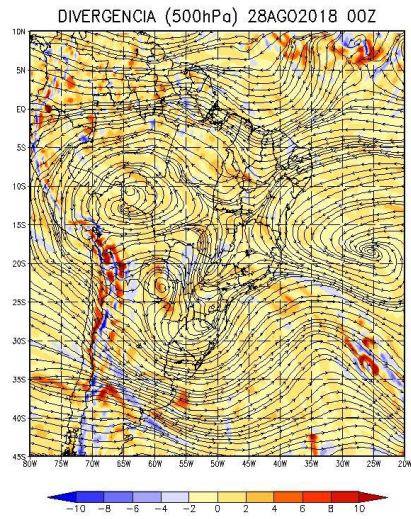 DIVERGENCIA (500hPa) 28AGO2018 00Z
10N
5N
EQ
5S
10S
15S
20S
25S
30S
35S
40S
45S
80W 75W 70W 65W 60W 55W 50W 45W 40W 35W 30W 25W 20W
-10 -8 -6 -4 -2 0 2 4 6 8 10